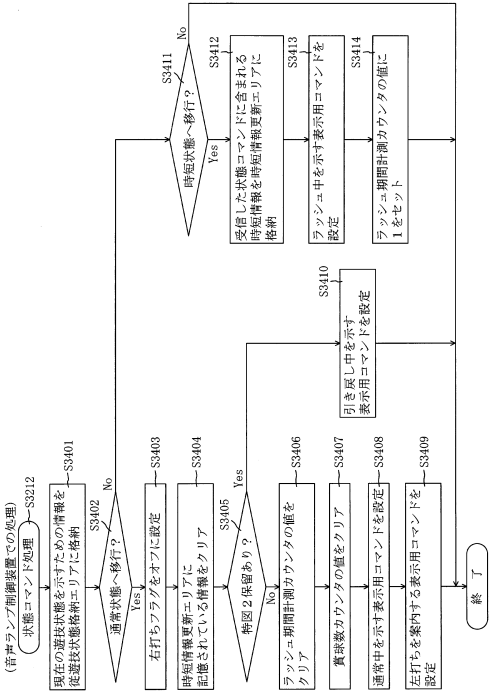 (音声ランプ制御装置での処理)
状態コマンド処理
S3212
現在の遊技状態を示すための情報を
従遊技状態格納エリアに格納
S3401
通常状態へ移行?
S3402
No
Yes
右打ちフラグをオフに設定
S3403
時短情報更新エリアに
記憶されている情報をクリア
S3404
特図2保留あり?
S3405
Yes
No
ラッシュ期間計測カウンタの値を
クリア
S3406
賞球数カウンタの値をクリア
S3407
通常中を示す表示用コマンドを設定
S3408
左打ちを案内する表示用コマンドを
設定
S3409
引き戻し中を示す
表示用コマンドを設定
S3410
時短状態へ移行?
S3411
No
Yes
受信した状態コマンドに含まれる
時短情報を時短情報更新エリアに
格納
S3412
ラッシュ中を示す表示用コマンドを
設定
S3413
ラッシュ期間計測カウンタの値に
1をセット
S3414
終了